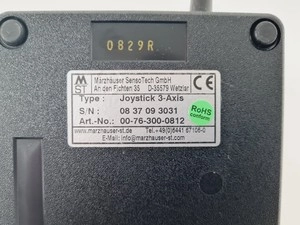 0829R
M
ST
Märzhäuser SensoTech GmbH
An den Fichten 35 D-35579 Wetzlar
Type : Joystick 3-Axis
S/N : 08 37 09 3031
Art.-No: 00-76-300-0812
www.marzhauser-st.de Tel.+49(0)6441 67106-0
E-Mail: info@marzhauser-st.com
CE
RoHS
conform